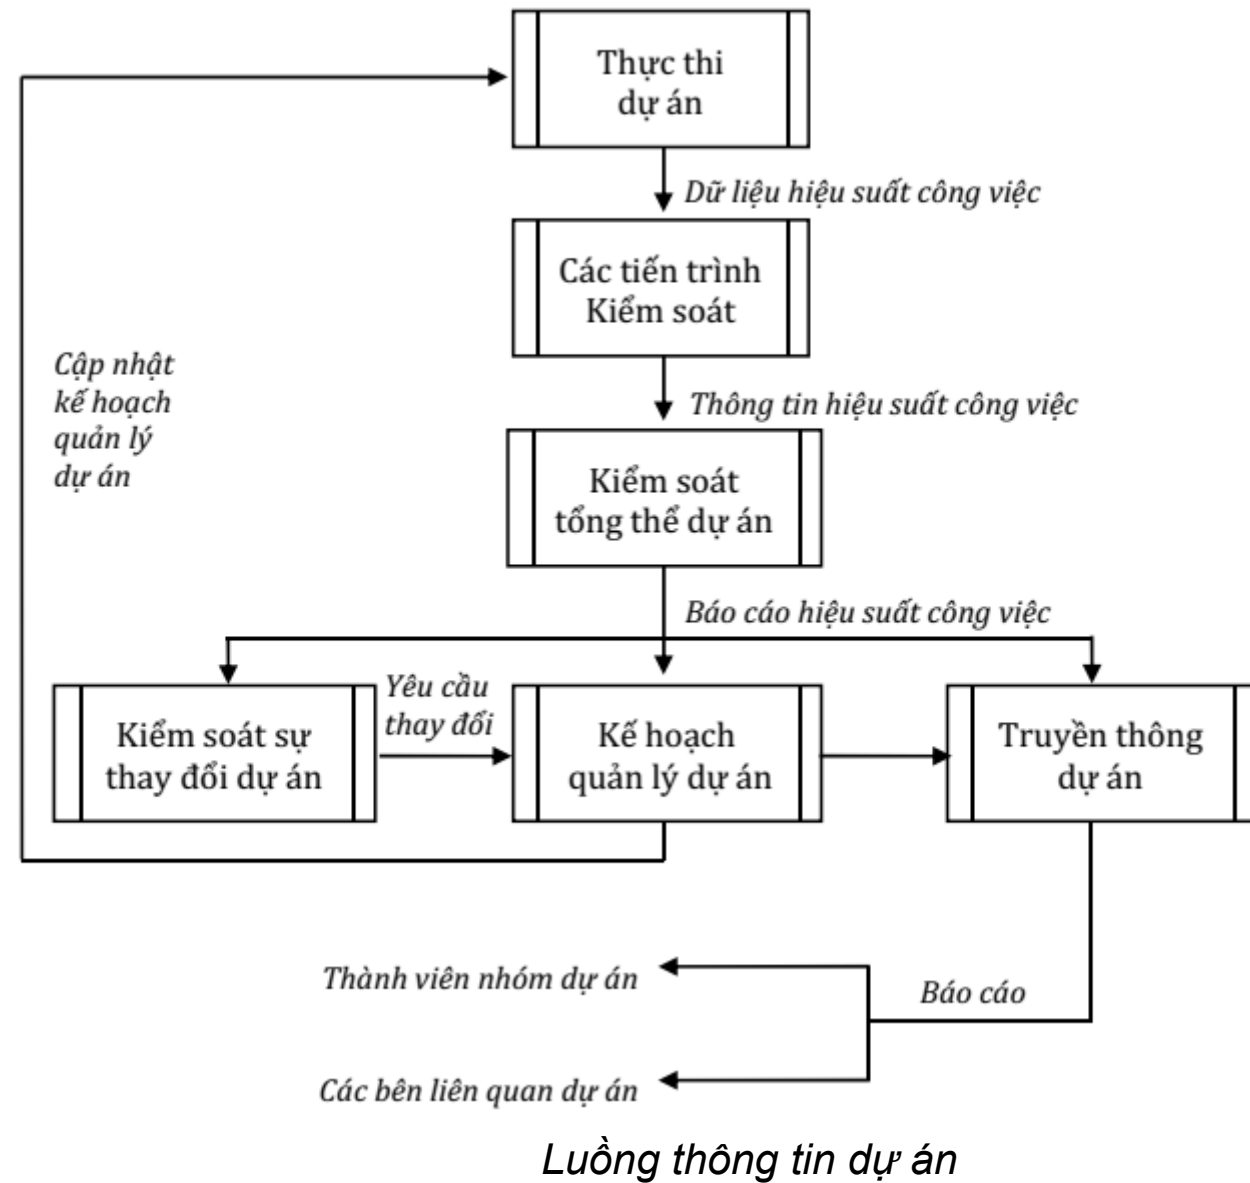 Thực thi
dự án
Dữ liệu hiệu suất công việc
Các tiến trình
Kiểm soát
Cập nhật
kế hoạch
quản lý
dự án
Thông tin hiệu suất công việc
Kiểm soát
tổng thể dự án
Báo cáo hiệu suất công việc
Kiểm soát sự
thay đổi dự án
Yêu cầu
thay đổi
Kế hoạch
quản lý dự án
Truyền thông
dự án
Thành viên nhóm dự án
Báo cáo
Các bên liên quan dự án
Luồng thông tin dự án